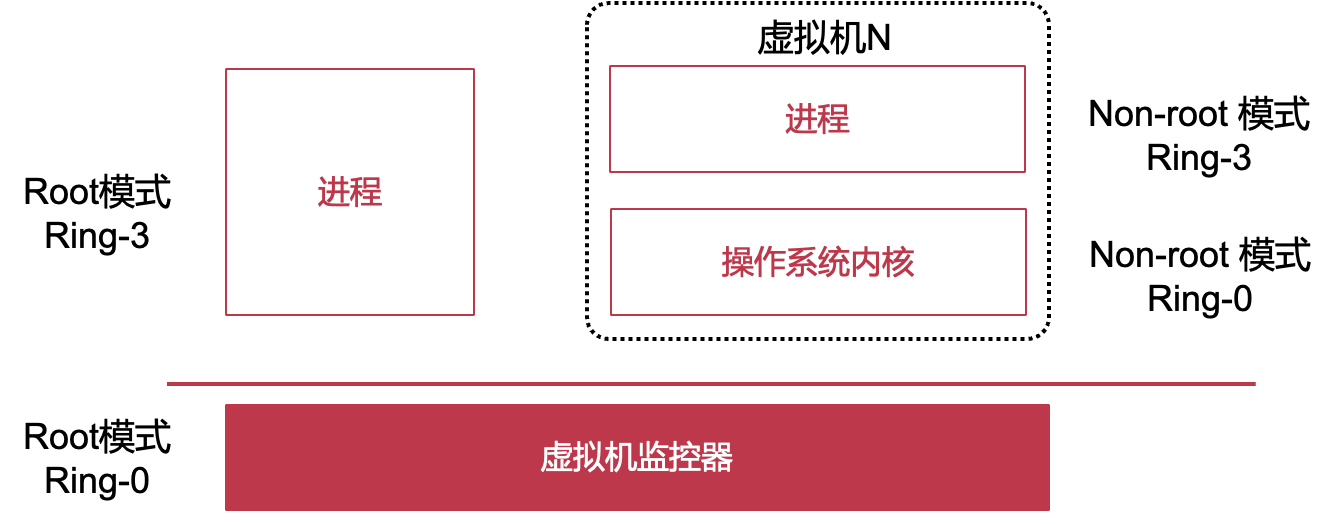 虚拟机N
进程
Non-root 模式
Ring-3
Root模式
Ring-3
进程
操作系统内核
Non-root 模式
Ring-0
Root模式
Ring-0
虚拟机监控器